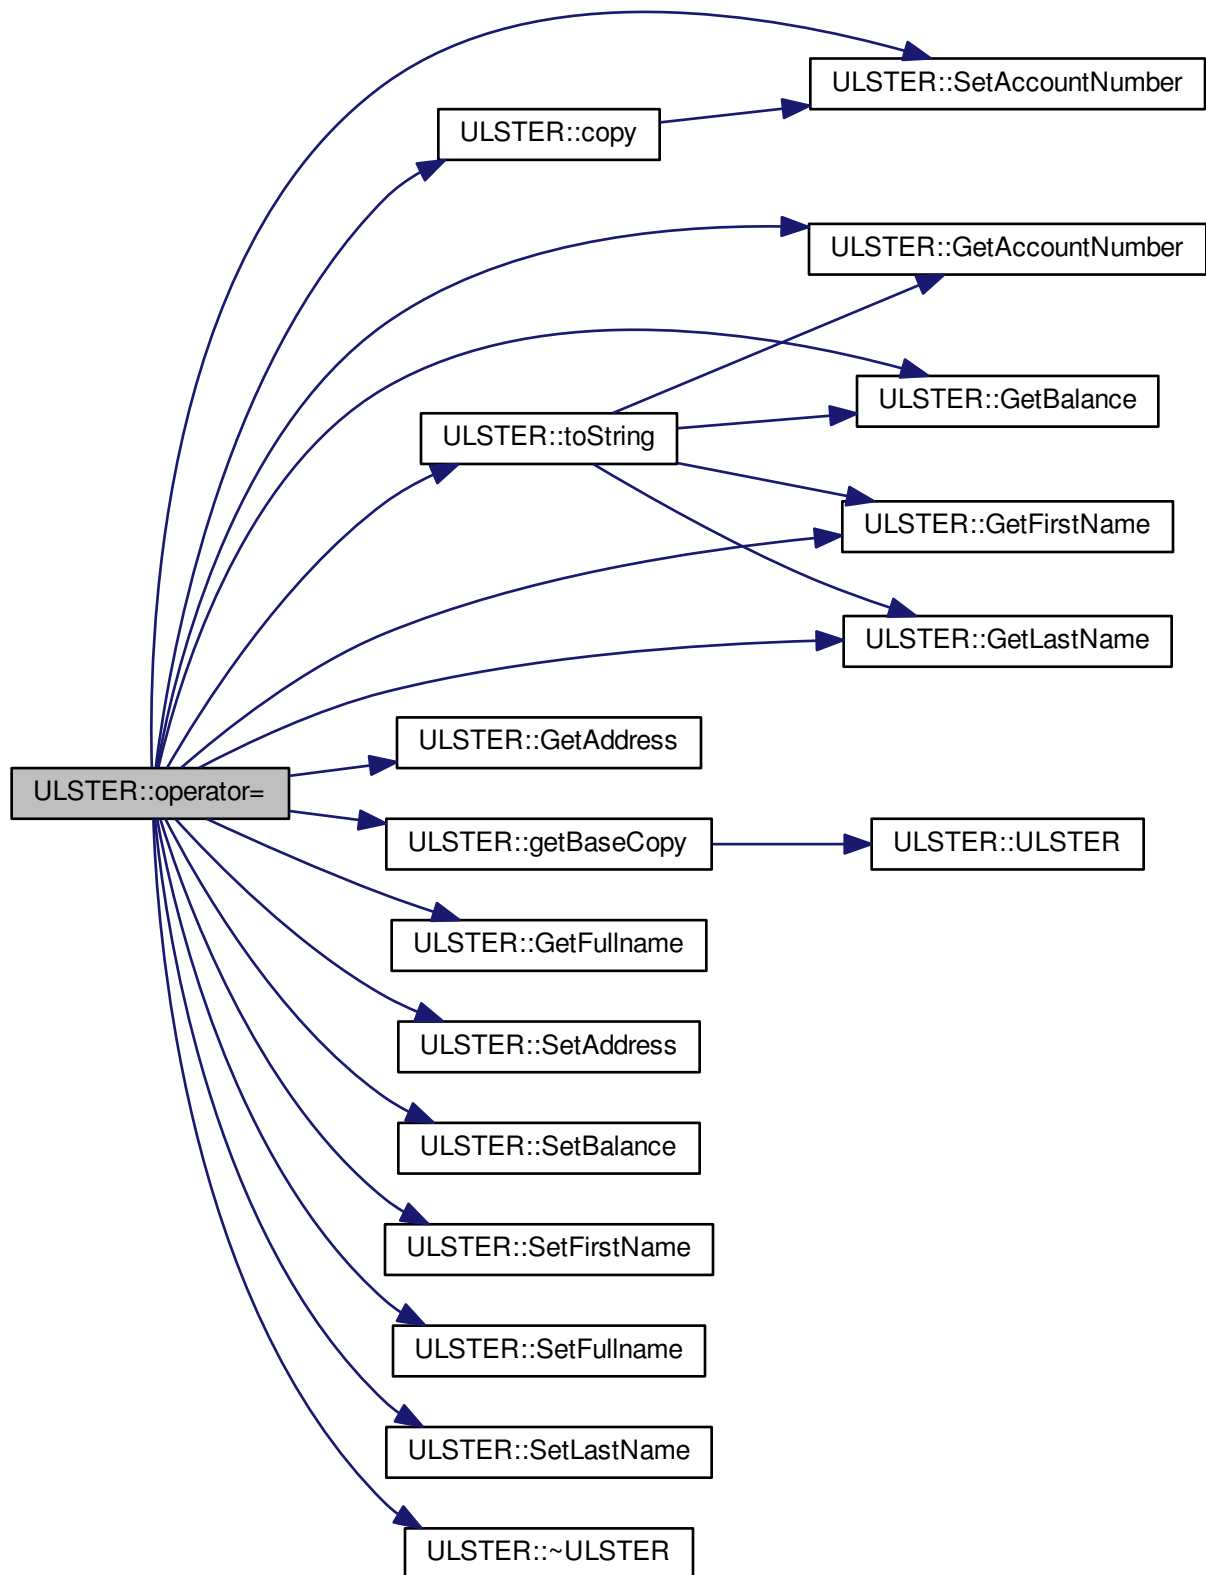 ULSTER::SetAccountNumber
ULSTER::copy
ULSTER::GetAccountNumber
ULSTER::GetBalance
ULSTER::toString
ULSTER::GetFirstName
ULSTER::GetLastName
ULSTER::GetAddress
ULSTER::operator=
ULSTER::getBaseCopy
ULSTER::ULSTER
ULSTER::GetFullname
ULSTER::SetAddress
ULSTER::SetBalance
ULSTER::SetFirstName
ULSTER::SetFullname
ULSTER::SetLastName
ULSTER::~ULSTER